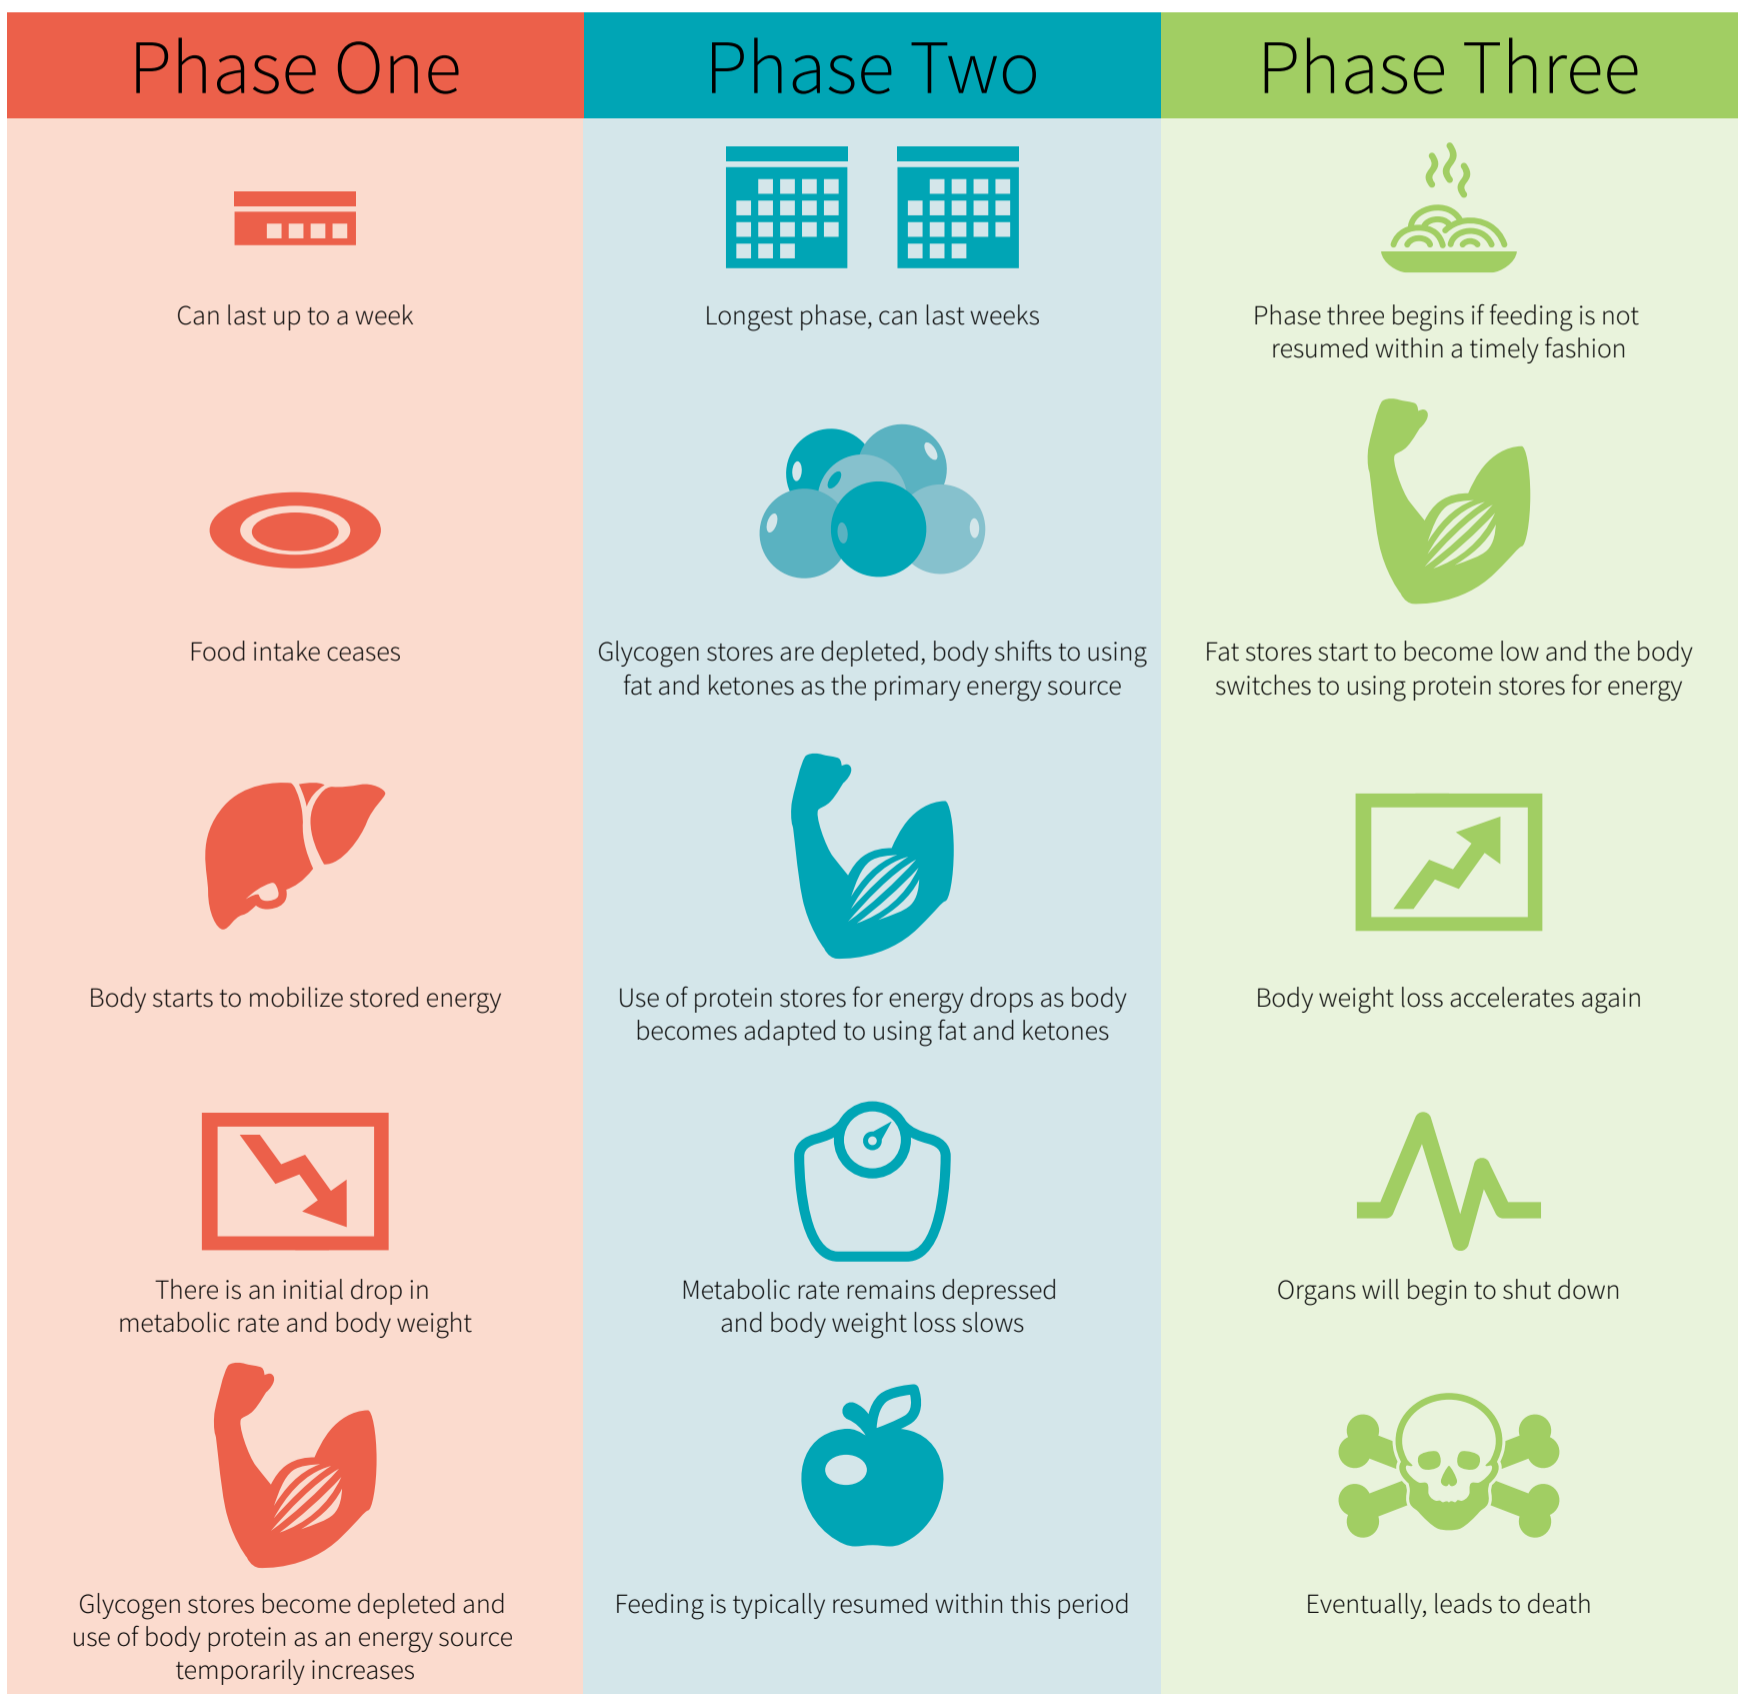 Phase One
Can last up to a week
Food intake ceases
Body starts to mobilize stored energy
There is an initial drop in
metabolic rate and body weight
Glycogen stores become depleted and
use of body protein as an energy source
temporarily increases
Phase Two
Longest phase, can last weeks
Glycogen stores are depleted, body shifts to using
fat and ketones as the primary energy source
Use of protein stores for energy drops as body
becomes adapted to using fat and ketones
Metabolic rate remains depressed
and body weight loss slows
Feeding is typically resumed within this period
Phase Three
Phase three begins if feeding is not
resumed within a timely fashion
Fat stores start to become low and the body
switches to using protein stores for energy
Body weight loss accelerates again
Organs will begin to shut down
Eventually, leads to death